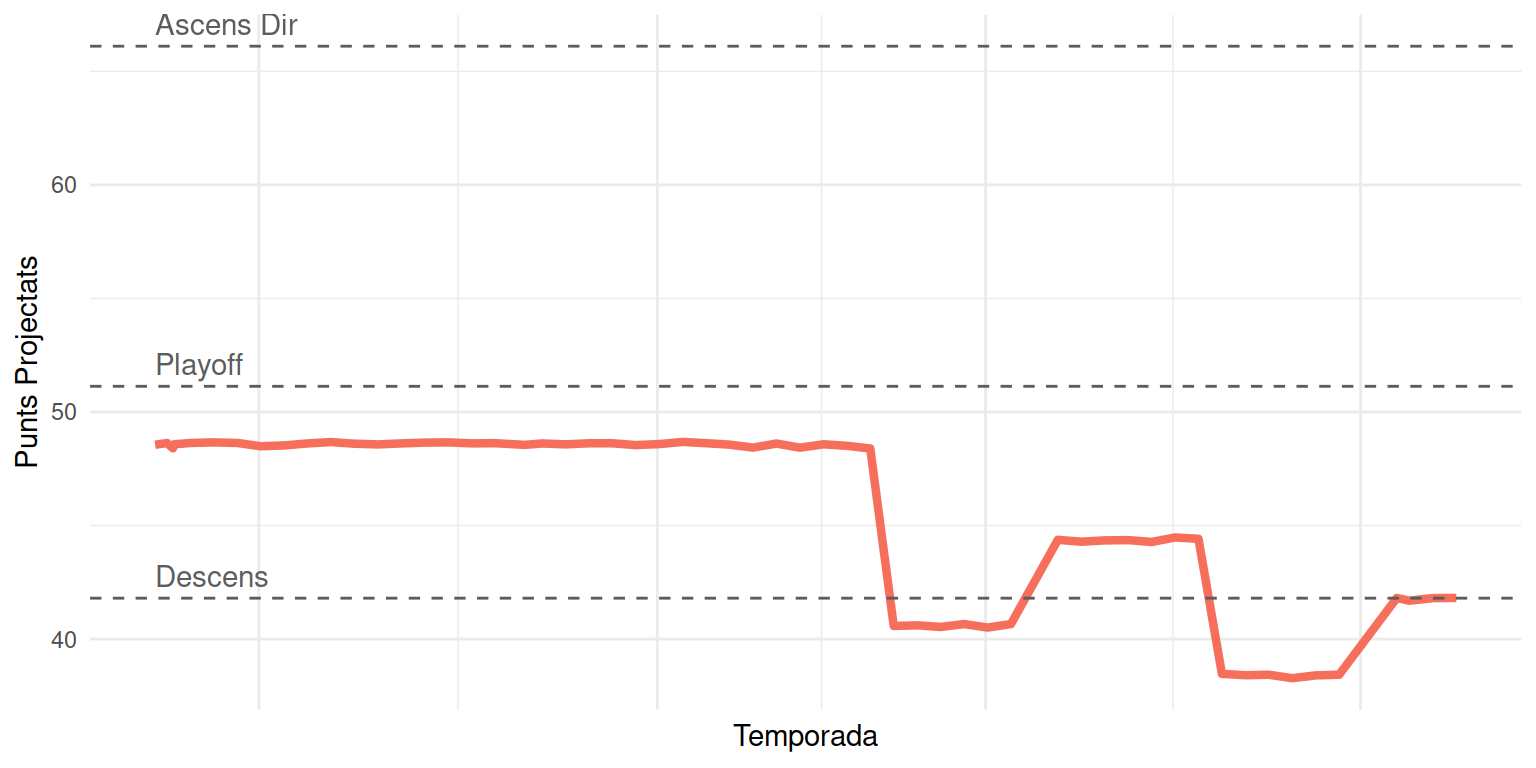 Ascens Dir
60
Playoff
50
Descens
40
Punts Projectats
Temporada